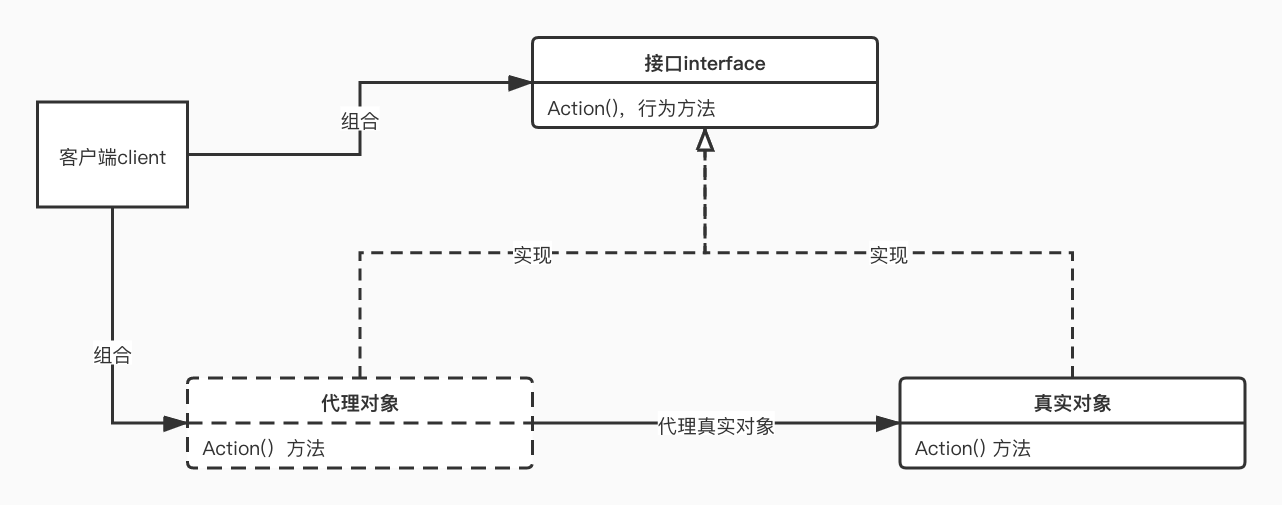 接口interface
Action()，行为方法
组合
客户端client
实现
实现
组合
代理对象
Action()  方法
代理真实对象
真实对象
Action() 方法